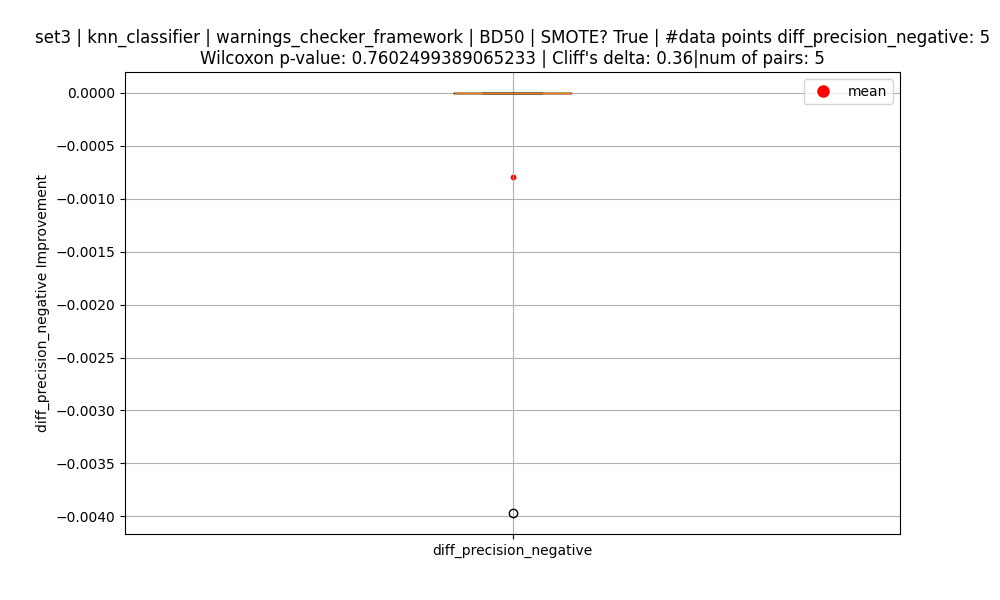 set3 | knn_classifier | warnings_checker_framework | BD50 | SMOTE? True | #data points diff_precision_negative: 5
Wilcoxon p-value: 0.7602499389065233 | Cliff's delta: 0.36|num of pairs: 5
mean
0.0000
−0.0005
−0.0010
−0.0015
−0.0020
−0.0025
−0.0030
−0.0035
−0.0040
diff_precision_negative Improvement
diff_precision_negative